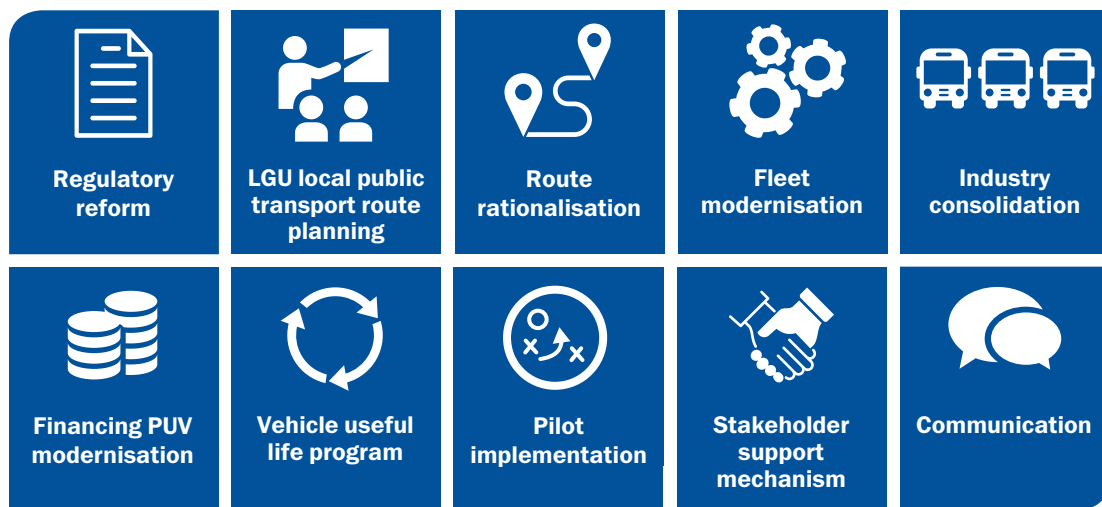 Regulatory
reform
LGU local public
transport route
planning
Route
rationalisation
Fleet
modernisation
Industry
consolidation
Financing PUV
modernisation
Vehicle useful
life program
Pilot
implementation
Stakeholder
support
mechanism
Communication